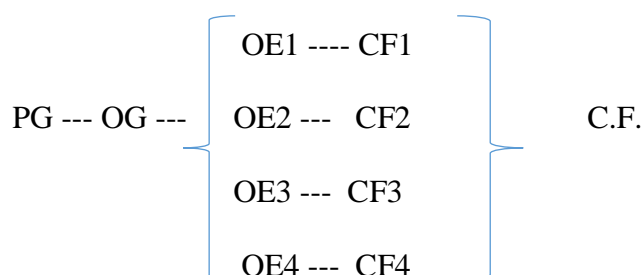 OE1 ---- CF1
PG --- OG --- OE2 --- CF2 C.F.
OE3 --- CF3
OE4 --- CF4